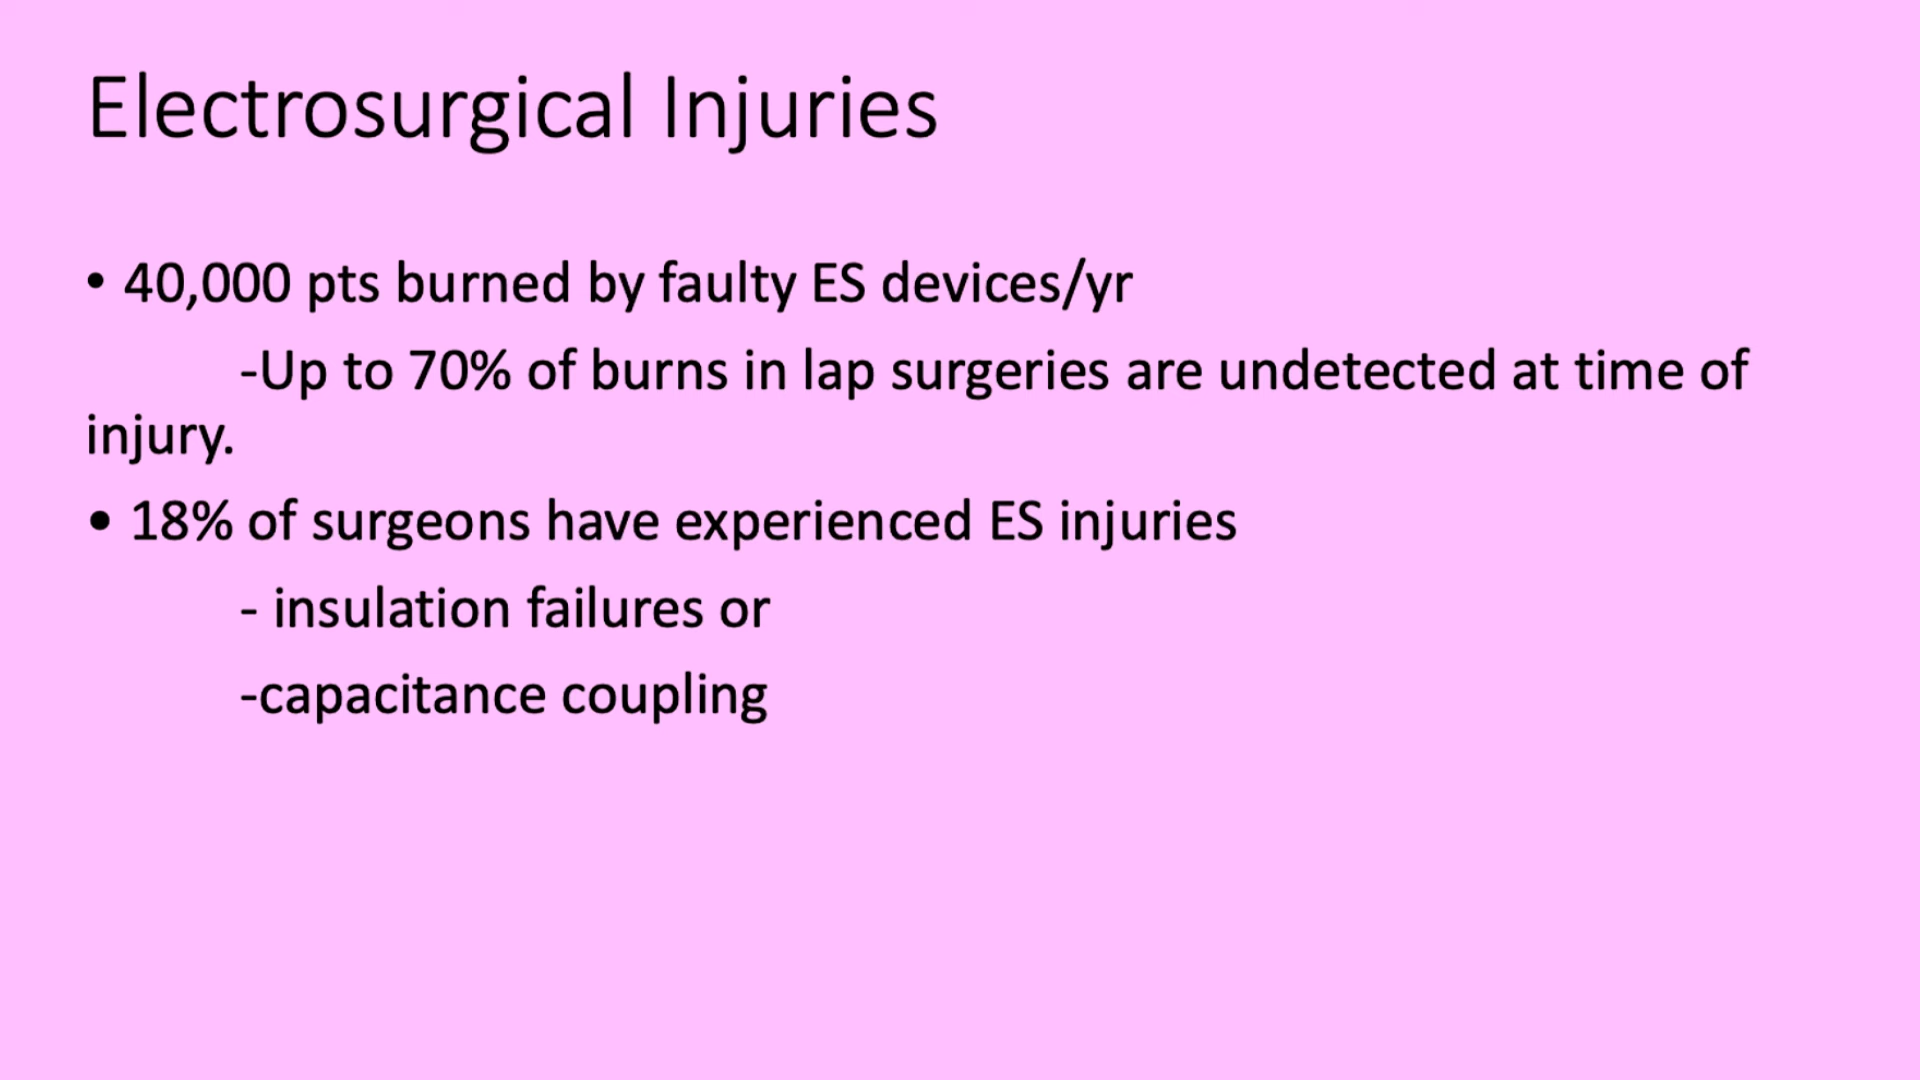 Electrosurgical Injuries
• 40,000 pts burned by faulty ES devices/yr
-Up to 70% of burns in lap surgeries are undetected at time of
injury.
• 18% of surgeons have experienced ES injuries
- insulation failures or
-capacitance coupling